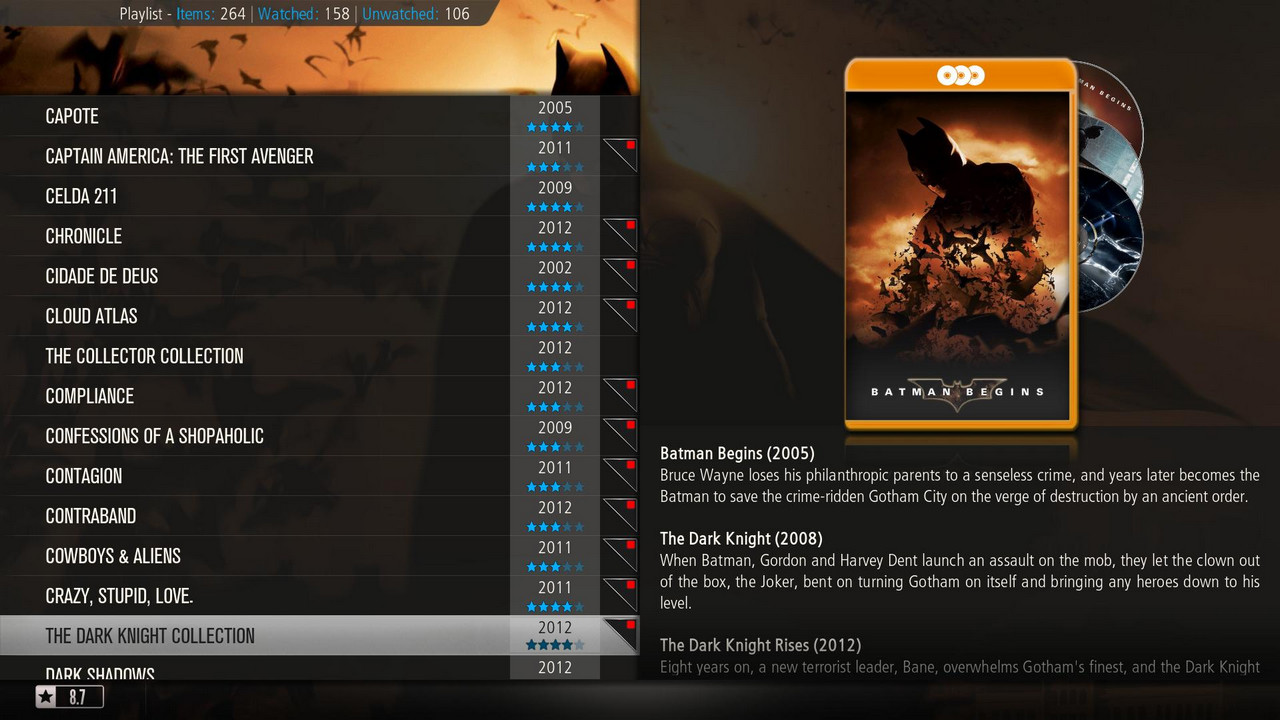 Playlist - Items: 264 | Watched: 158 | Unwatched: 106
CAPOTE 2005
CAPTAIN AMERICA: THE FIRST AVENGER 2011
CELDA 211 2009
CHRONICLE 2012
CIDADE DE DEUS 2002
CLOUD ATLAS 2012
THE COLLECTOR COLLECTION 2012
COMPLIANCE 2012
CONFESSIONS OF A SHOPAHOLIC 2009
CONTAGION 2011
CONTRABAND 2012
COWBOYS & ALIENS 2011
CRAZY, STUPID, LOVE. 2011
THE DARK KNIGHT COLLECTION 2012
DARK SHADOWS 2012
8.7
MAN BEGINS
BATMAN BEGINS
Batman Begins (2005)
Bruce Wayne loses his philanthropic parents to a senseless crime, and years later becomes the
Batman to save the crime-ridden Gotham City on the verge of destruction by an ancient order.
The Dark Knight (2008)
When Batman, Gordon and Harvey Dent launch an assault on the mob, they let the clown out
of the box, the Joker, bent on turning Gotham on itself and bringing any heroes down to his
level.
The Dark Knight Rises (2012)
Eight years on, a new terrorist leader, Bane, overwhelms Gotham's finest, and the Dark Knight